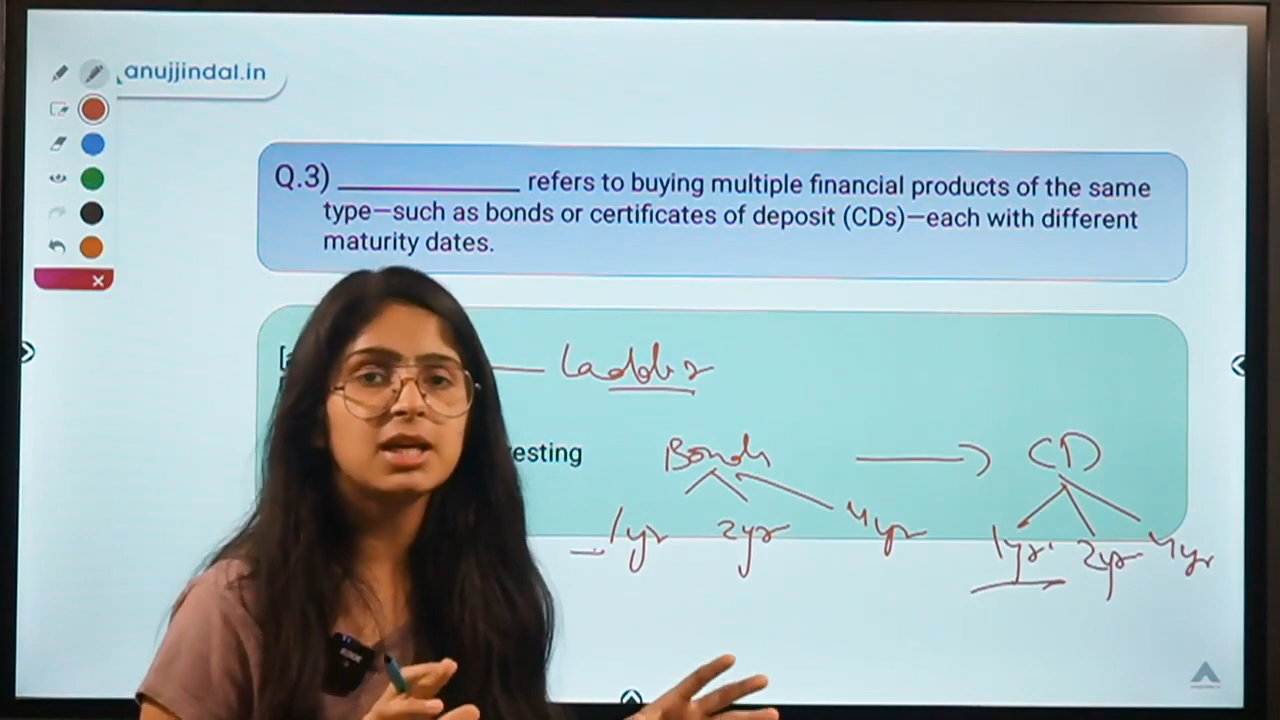 anujjindal.in
Q.3) ____________ refers to buying multiple financial products of the same
type—such as bonds or certificates of deposit (CDs)—each with different
maturity dates.
[
ladder
esting
Bonds
CD
1yr 2yr 4yr
1yr 2yr 4yr